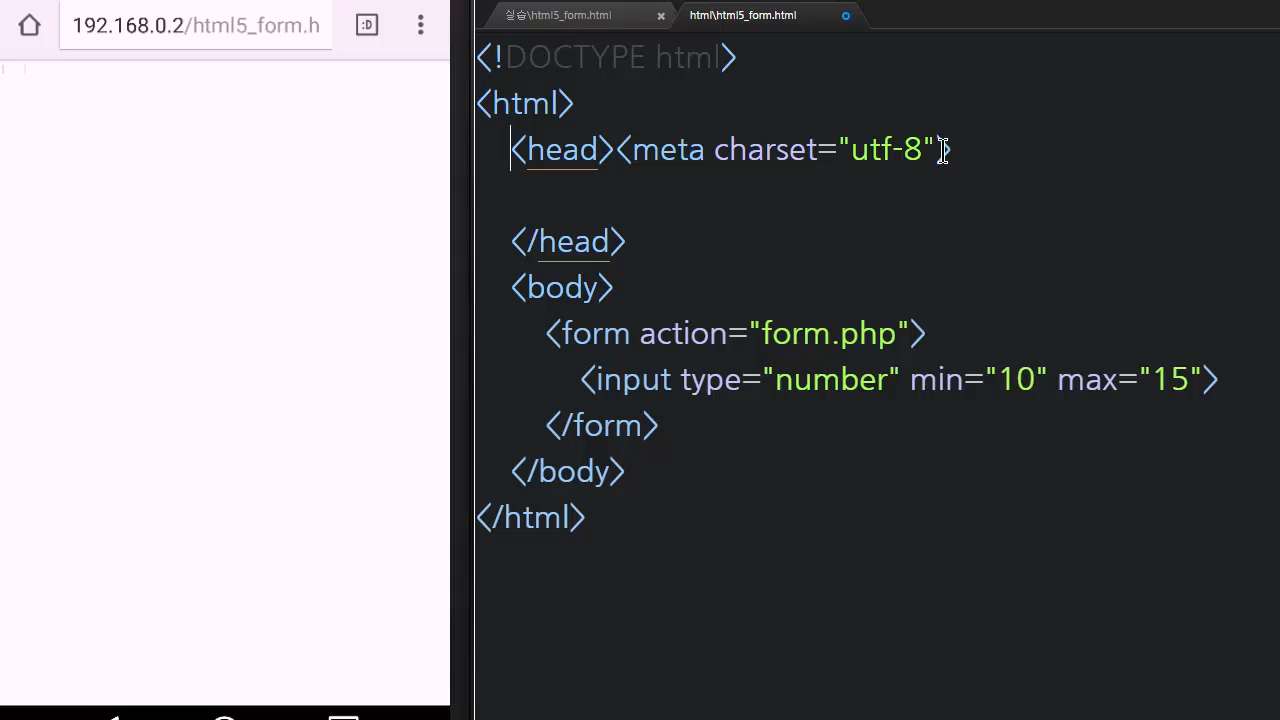 192.168.0.2/html5_form.h
:D
실습\html5_form.html
html\html5_form.html
<!DOCTYPE html>
<html>
<head><meta charset="utf-8">
</head>
<body>
<form action="form.php">
<input type="number" min="10" max="15">
</form>
</body>
</html>